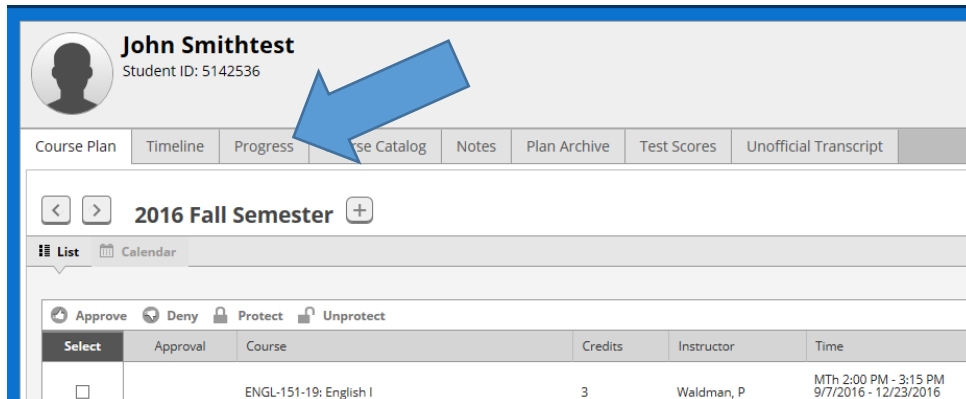 John Smithtest
Student ID: 5142536
Course Plan Timeline Progress Catalog Notes Plan Archive Test Scores Unofficial Transcript
2016 Fall Semester
List Calendar
Approve Deny Protect Unprotect
Select Approval Course Credits Instructor Time
ENGL-151-19: English I 3 Waldman, P MTh 2:00 PM - 3:15 PM
9/7/2016 - 12/23/2016